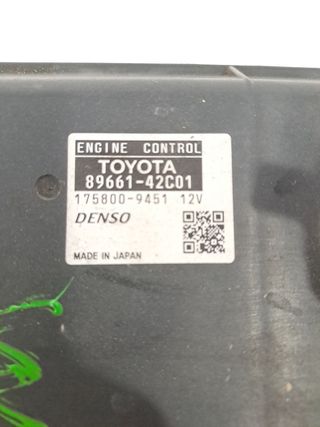 ENGINE CONTROL
TOYOTA
89661-42C01
175800-9451 12V
DENSO
MADE IN JAPAN